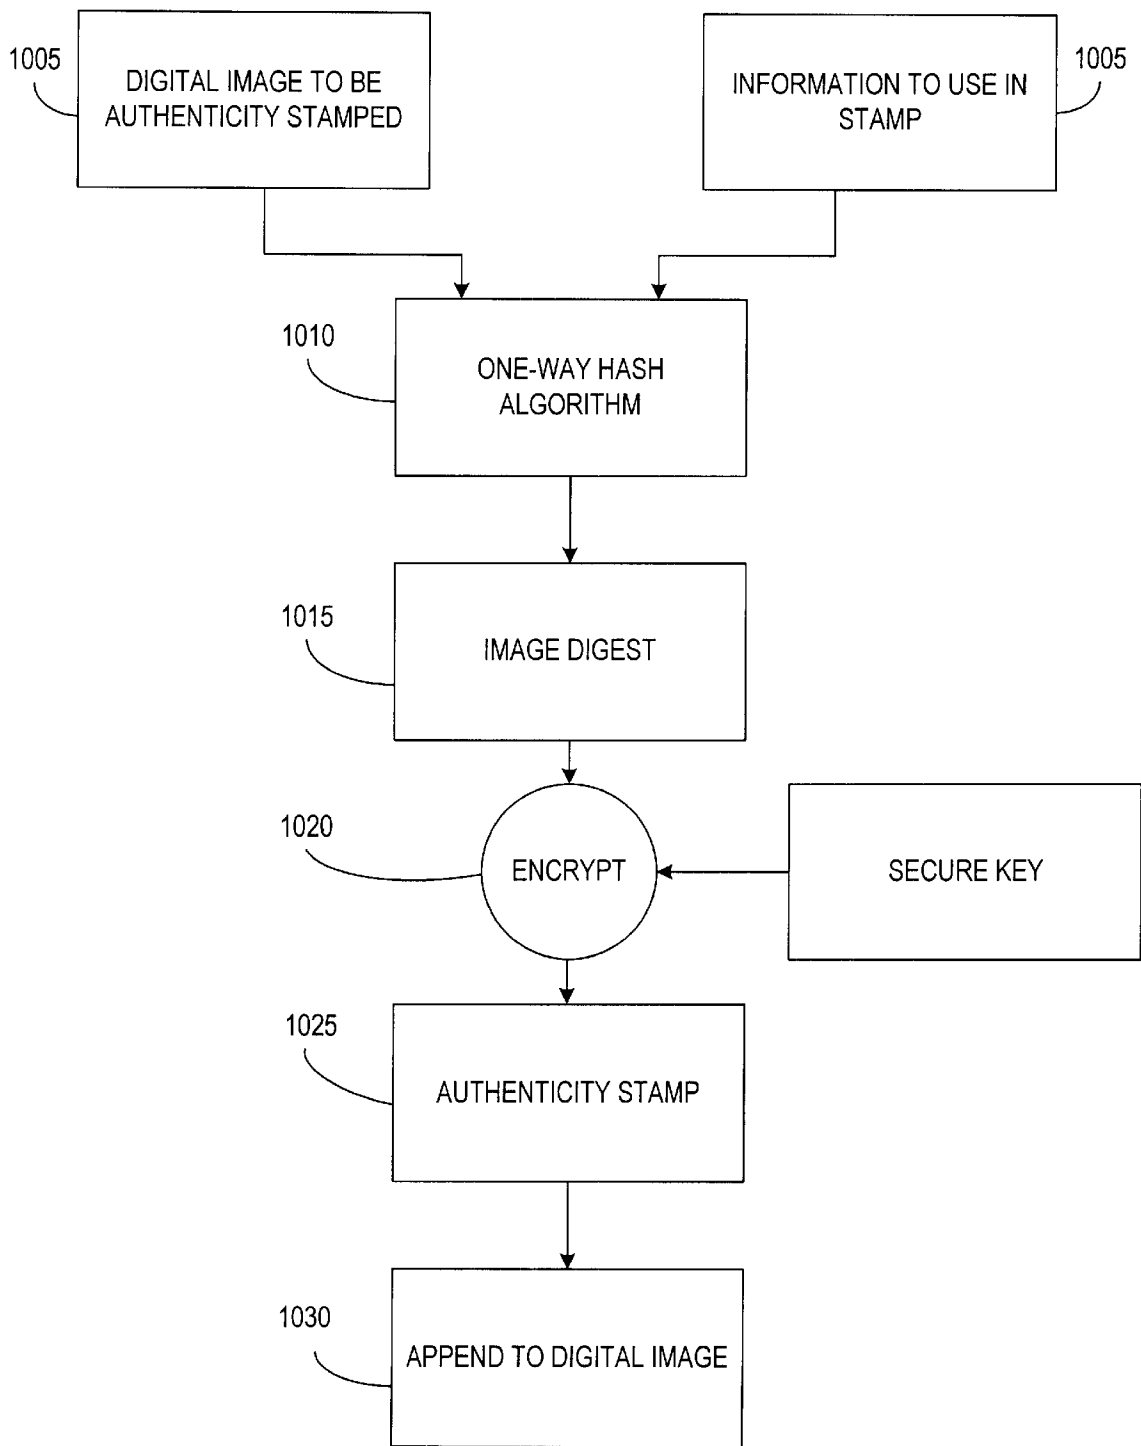 1005
DIGITAL IMAGE TO BE
AUTHENTICITY STAMPED
INFORMATION TO USE IN
STAMP
1005
1010
ONE-WAY HASH
ALGORITHM
1015
IMAGE DIGEST
1020
ENCRYPT
SECURE KEY
1025
AUTHENTICITY STAMP
1030
APPEND TO DIGITAL IMAGE